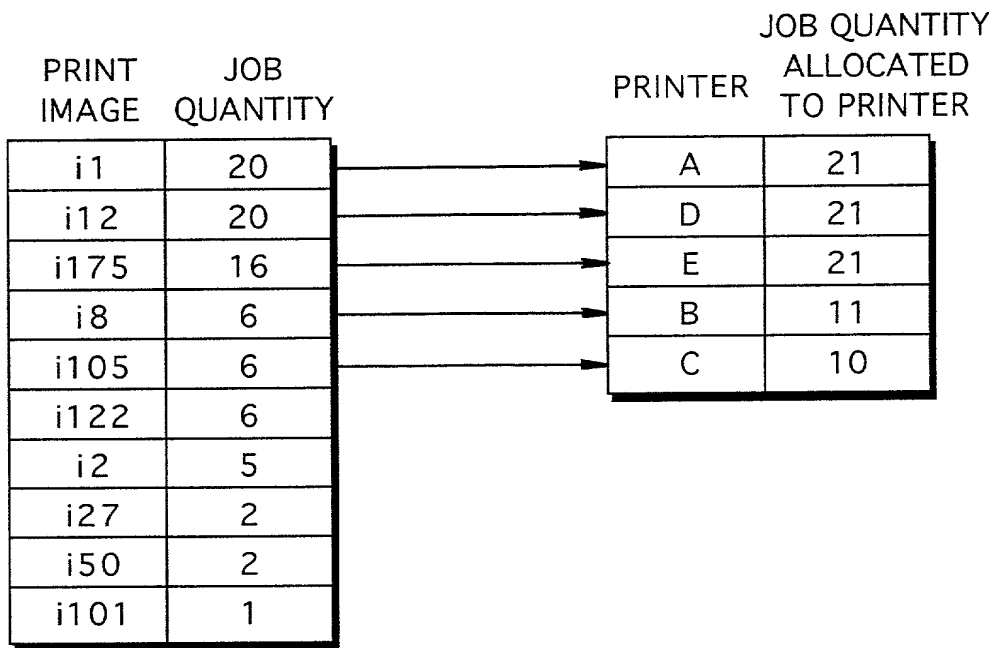 PRINT IMAGE
JOB QUANTITY
i1 20
i12 20
i175 16
i8 6
i105 6
i122 6
i2 5
i27 2
i50 2
i101 1
PRINTER
JOB QUANTITY
ALLOCATED
TO PRINTER
A 21
D 21
E 21
B 11
C 10